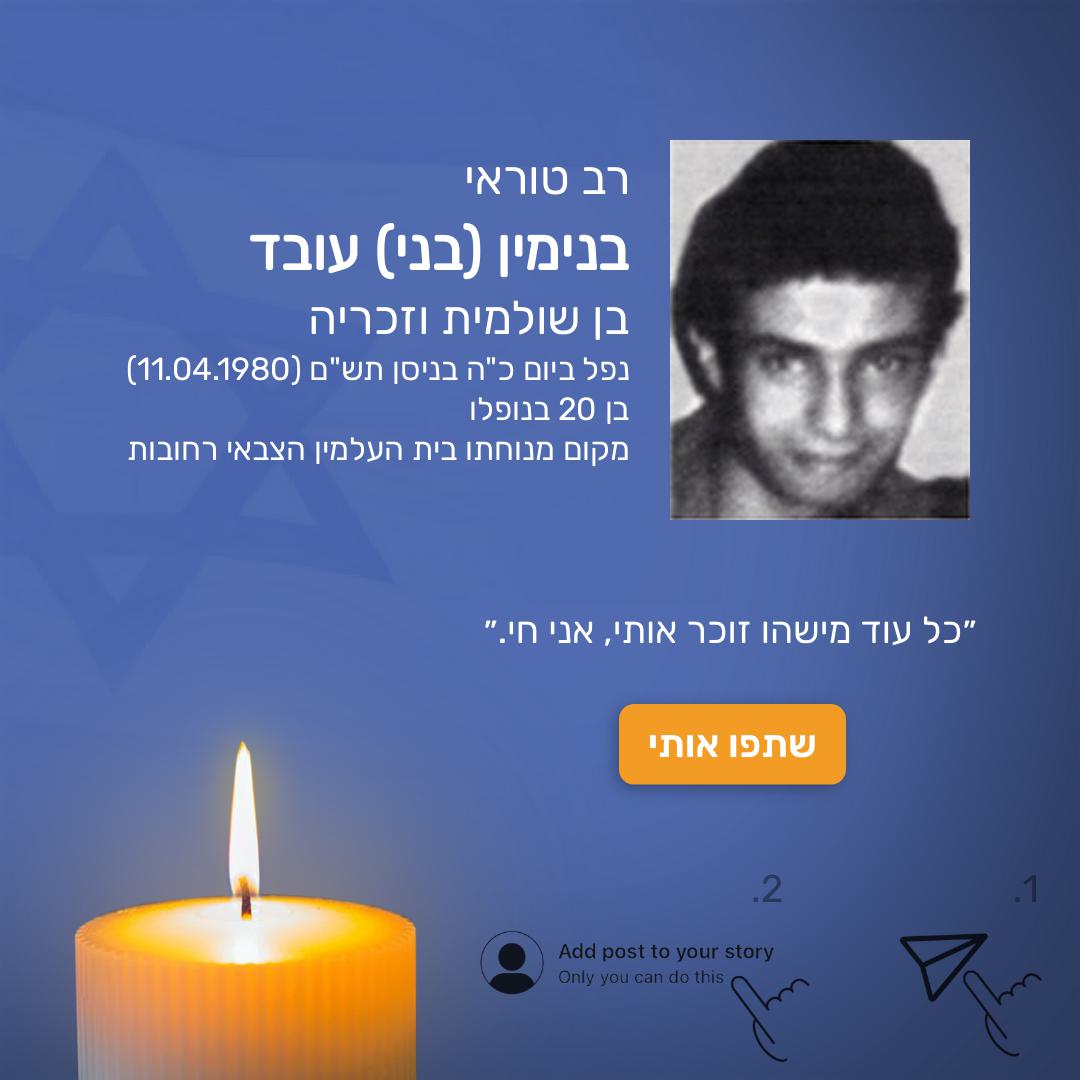 רב טוראי
בנימין (בני) עובד
בן שולמית וזכריה
נפל ביום כ"ה בניסן תש"ם (11.04.1980)
בן 20 בנופלו
מקום מנוחתו בית העלמין הצבאי רחובות
״כל עוד מישהו זוכר אותי, אני חי.״
שתפו אותי
1.
2.
Add post to your story
Only you can do this